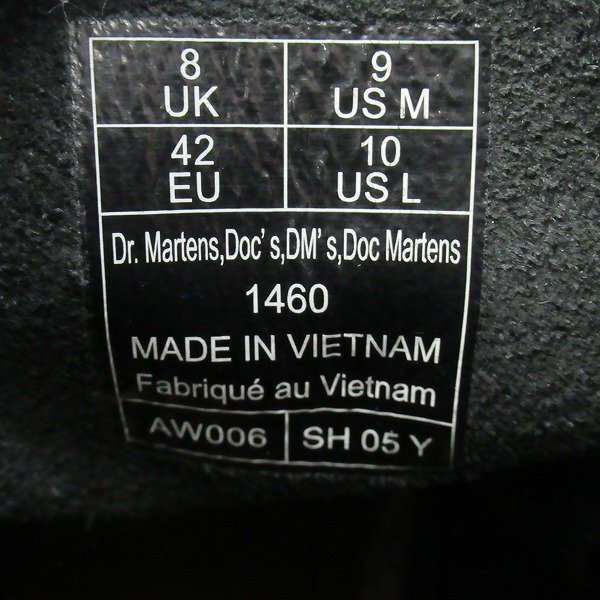 8 UK
9 US M
42 EU
10 US L
Dr. Martens,Doc's,DM's,Doc Martens
1460
MADE IN VIETNAM
Fabriqué au Vietnam
AW006
SH 05 Y